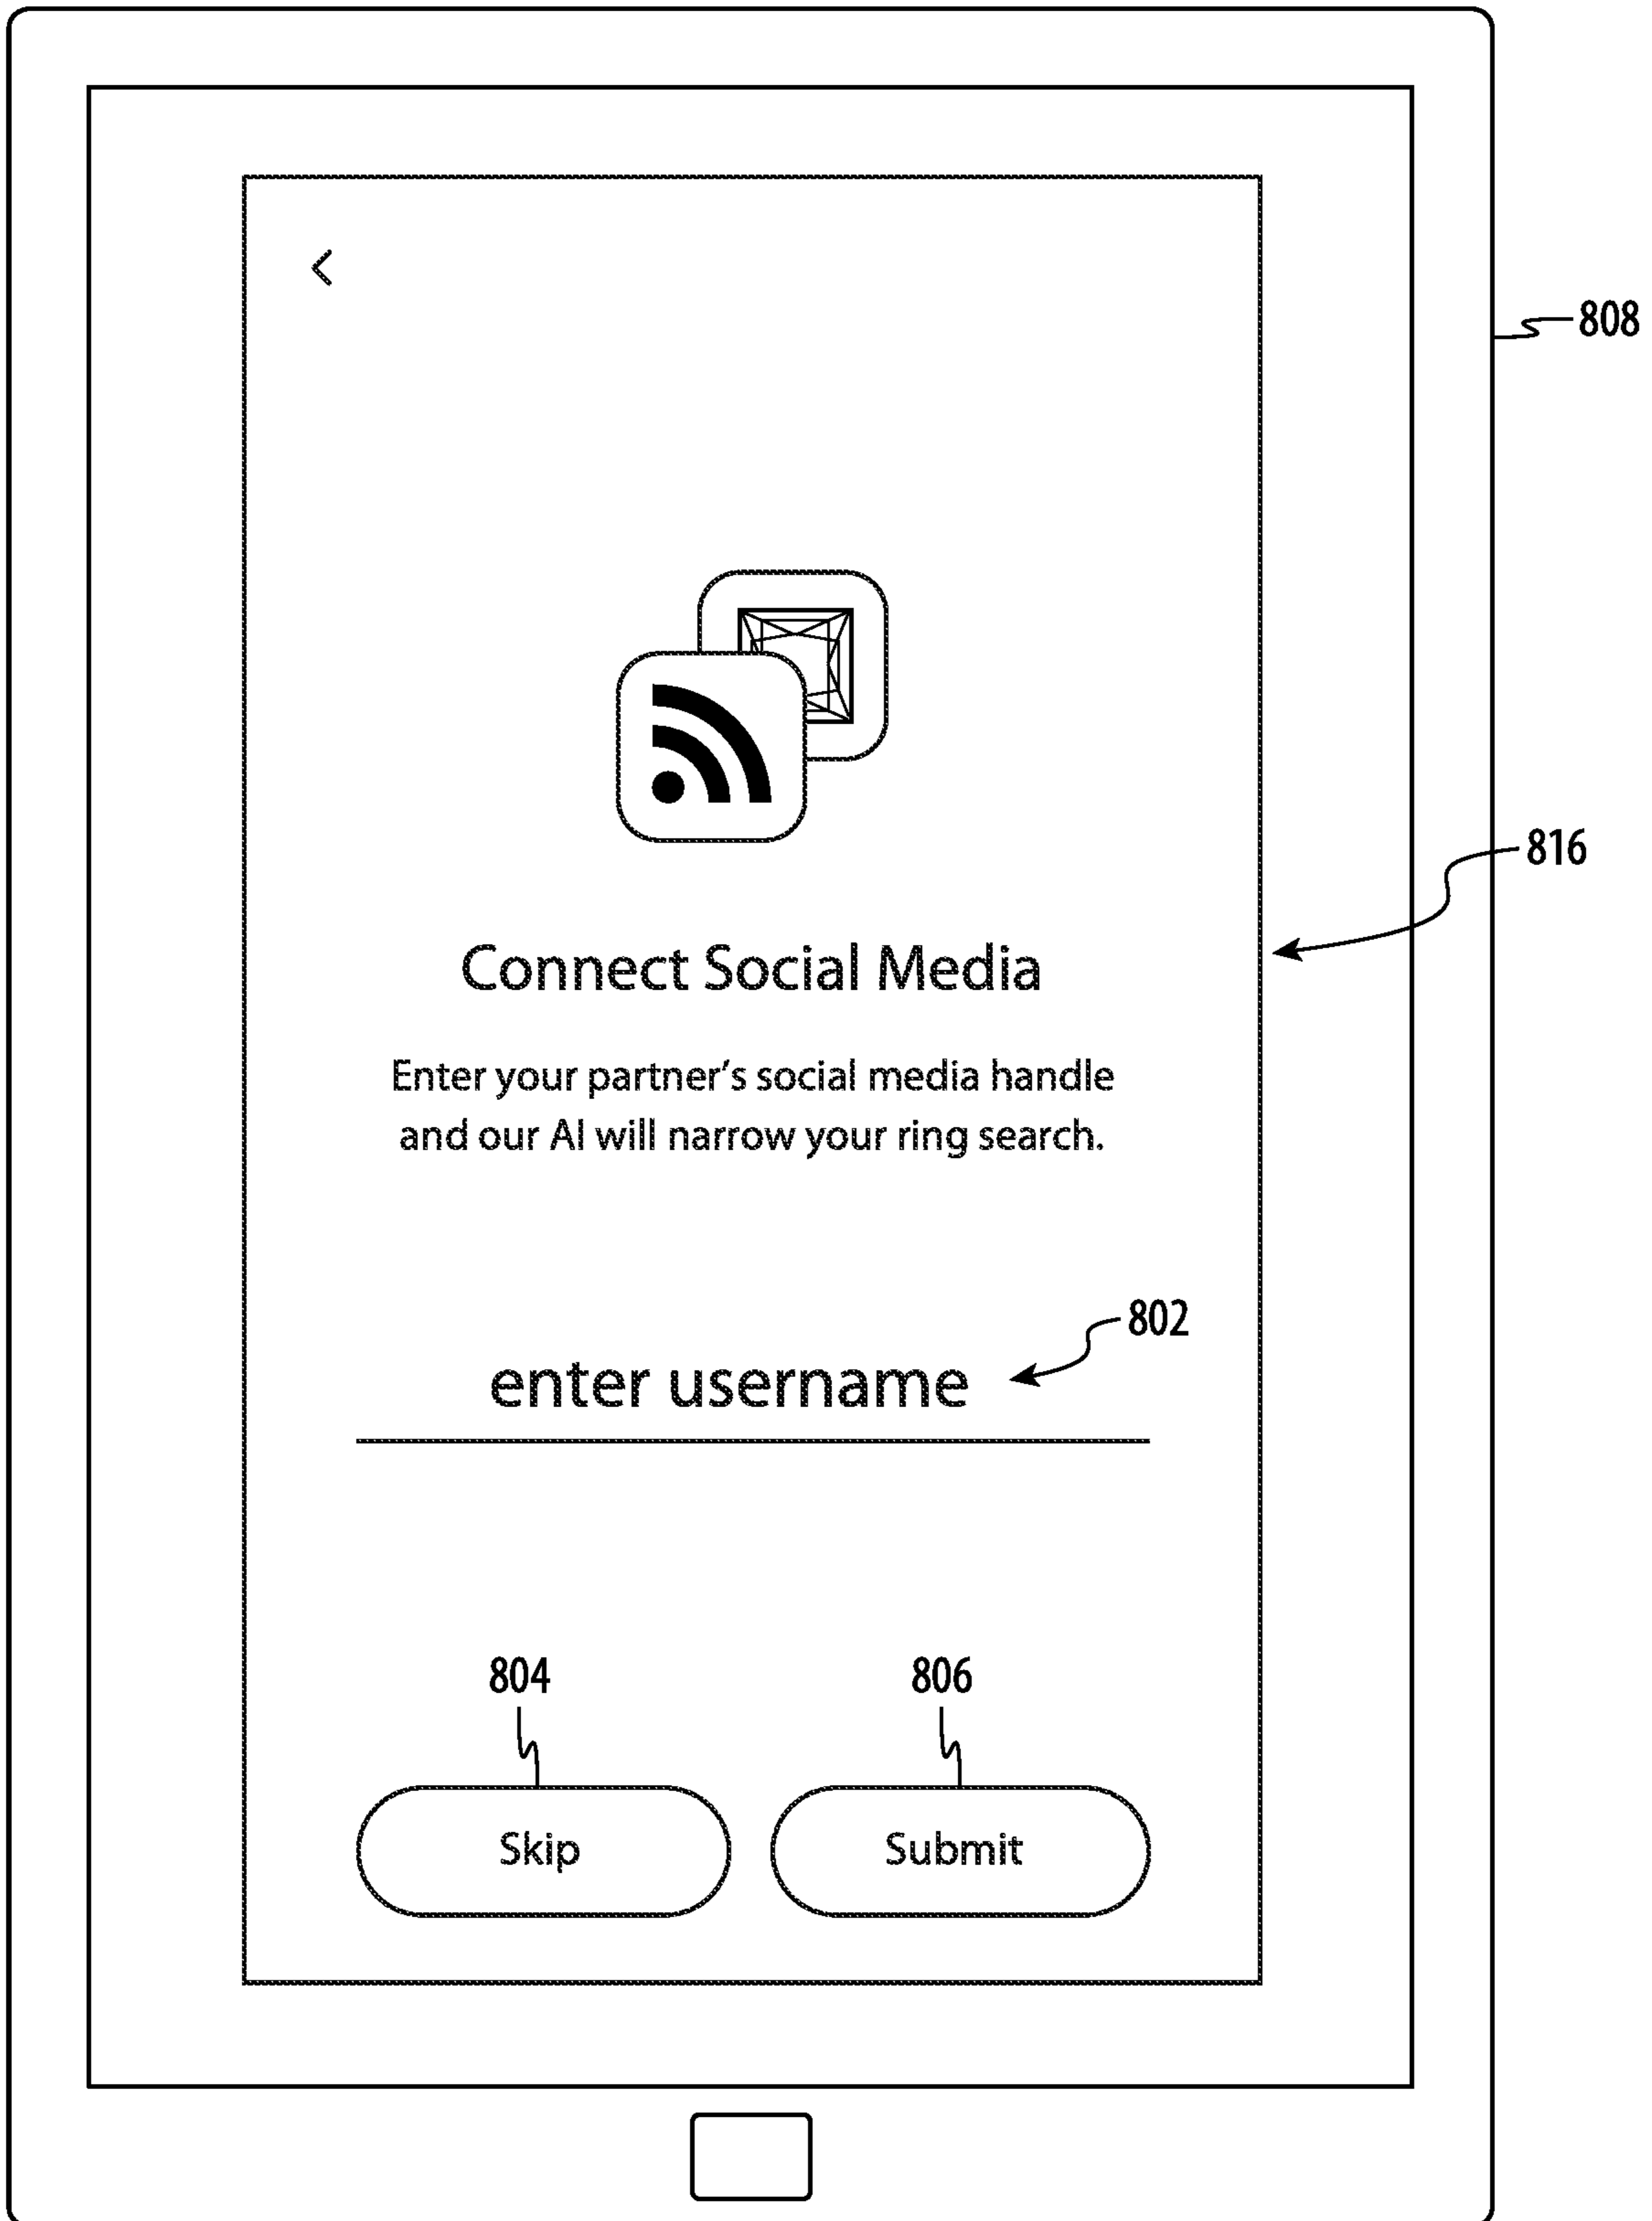 <
808
816
Connect Social Media
Enter your partner's social media handle
and our AI will narrow your ring search.
802
enter username
804
806
Skip
Submit